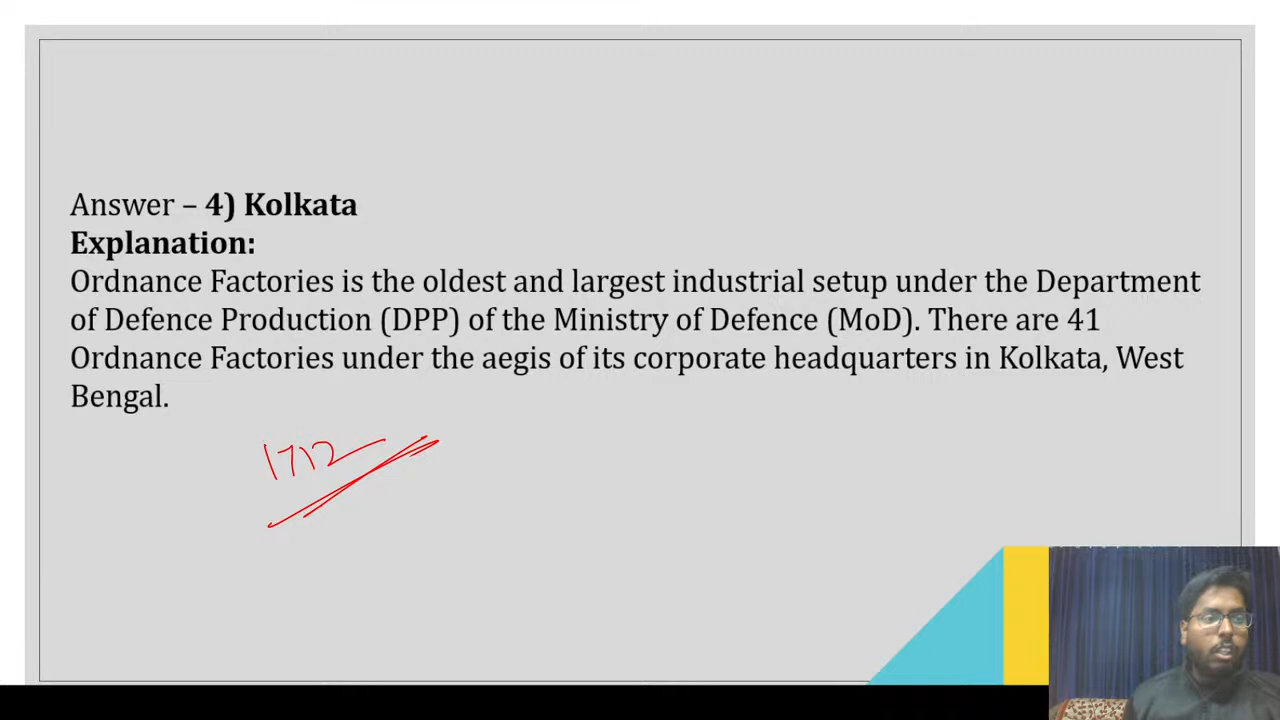 Answer – 4) Kolkata
Explanation:
Ordnance Factories is the oldest and largest industrial setup under the Department
of Defence Production (DPP) of the Ministry of Defence (MoD). There are 41
Ordnance Factories under the aegis of its corporate headquarters in Kolkata, West
Bengal.
1712